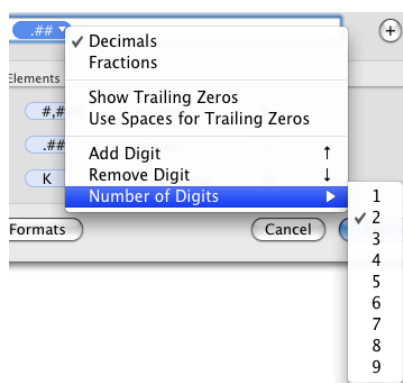 .##
Decimals
Fractions
Elements
Show Trailing Zeros
#,#
Use Spaces for Trailing Zeros
.##
Add Digit ↑
K
Remove Digit ↓
Number of Digits
1
2
Formats
Cancel
3
4
5
6
7
8
9